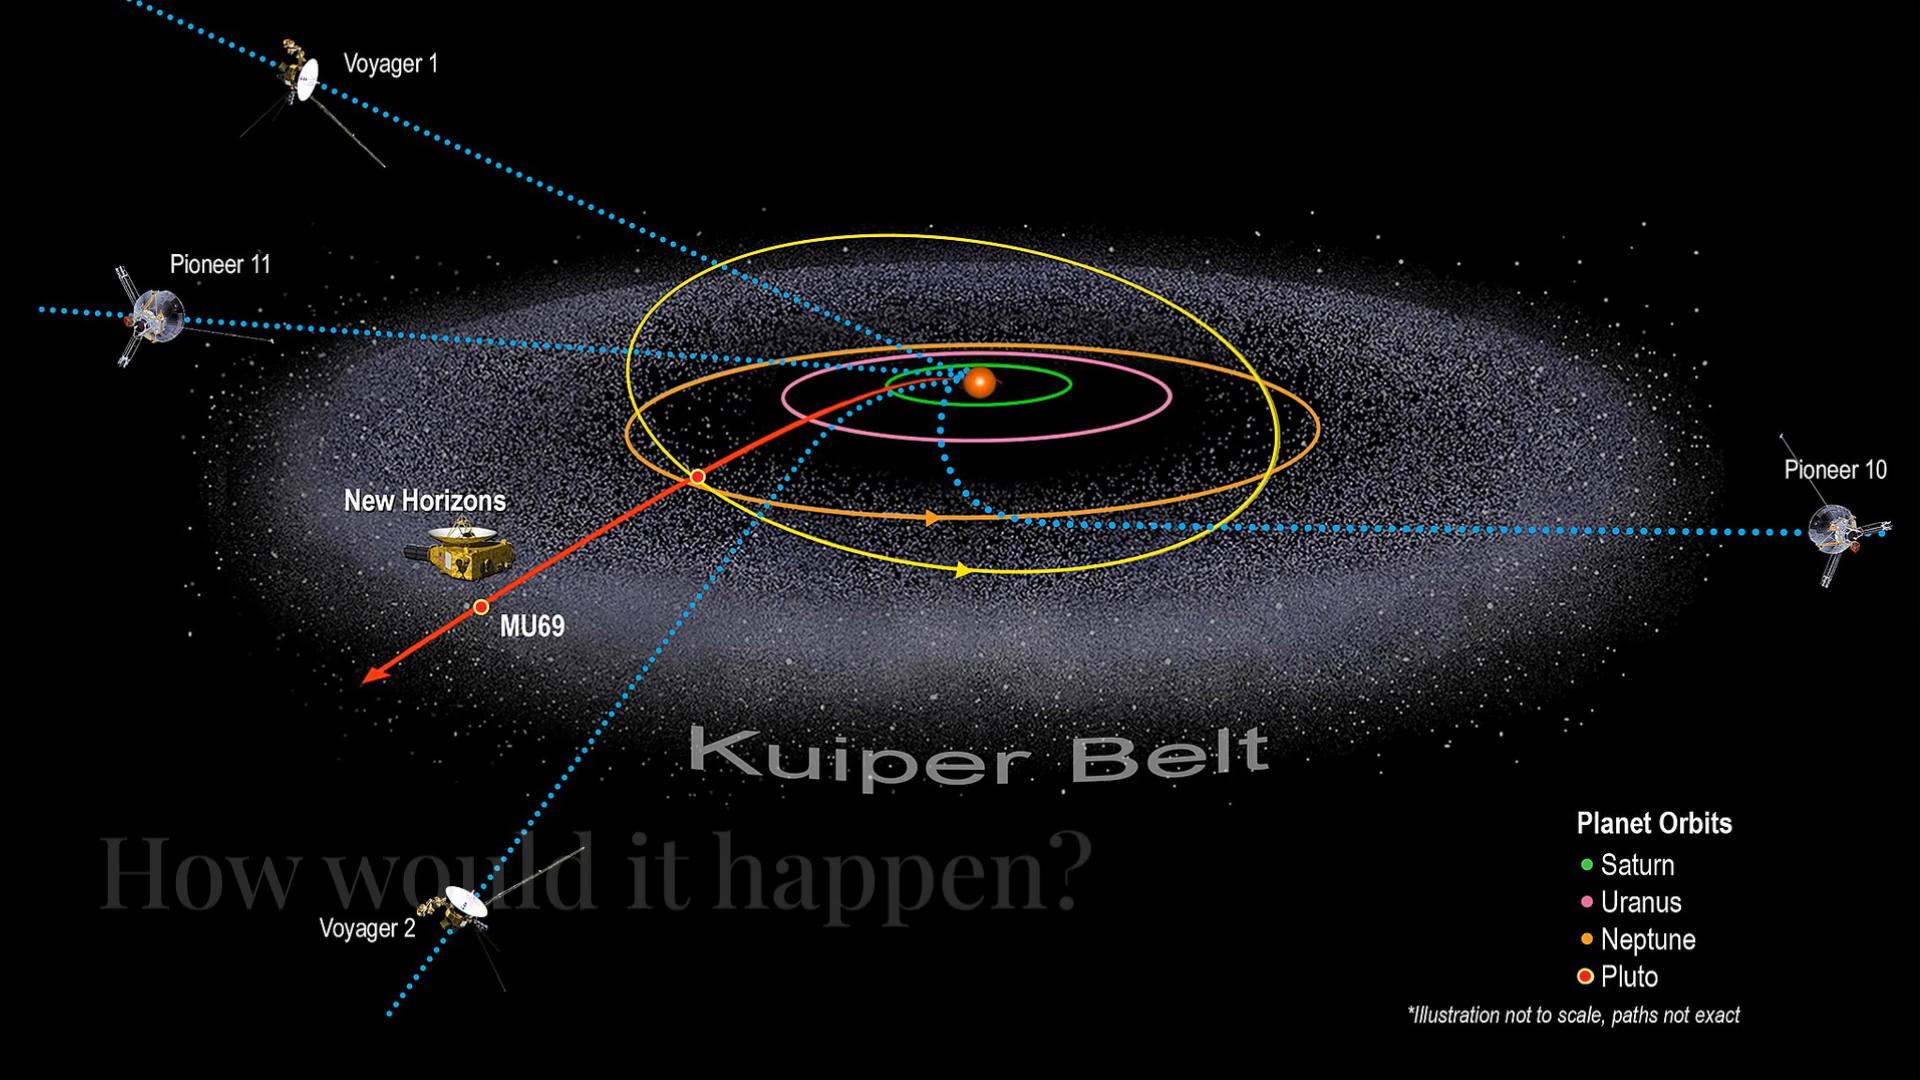 Voyager 1
Pioneer 11
Pioneer 10
New Horizons
MU69
Kuiper Belt
How would it happen?
Voyager 2
Planet Orbits
Saturn
Uranus
Neptune
Pluto
*Illustration not to scale, paths not exact